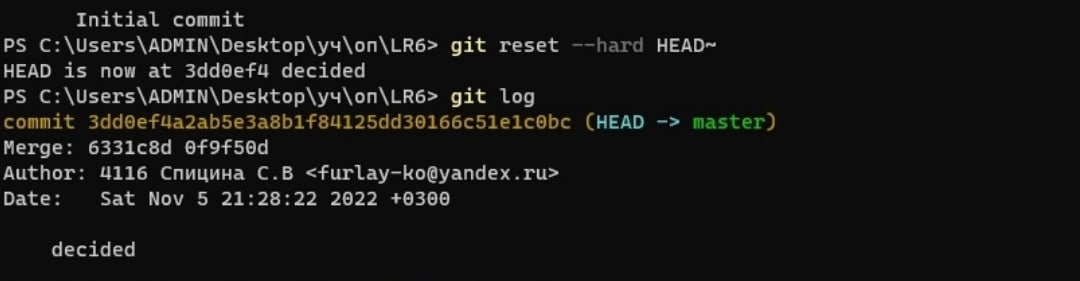 Initial commit
PS C:\Users\ADMIN\Desktop\уч\оп\LR6> git reset --hard HEAD~
HEAD is now at 3dd0ef4 decided
PS C:\Users\ADMIN\Desktop\уч\оп\LR6> git log
commit 3dd0ef4a2ab5e3a8b1f84125dd30166c51e1c0bc (HEAD -> master)
Merge: 6331c8d 0f9f50d
Author: 4116 Спицина С.В <furlay-ko@yandex.ru>
Date:   Sat Nov 5 21:28:22 2022 +0300
decided